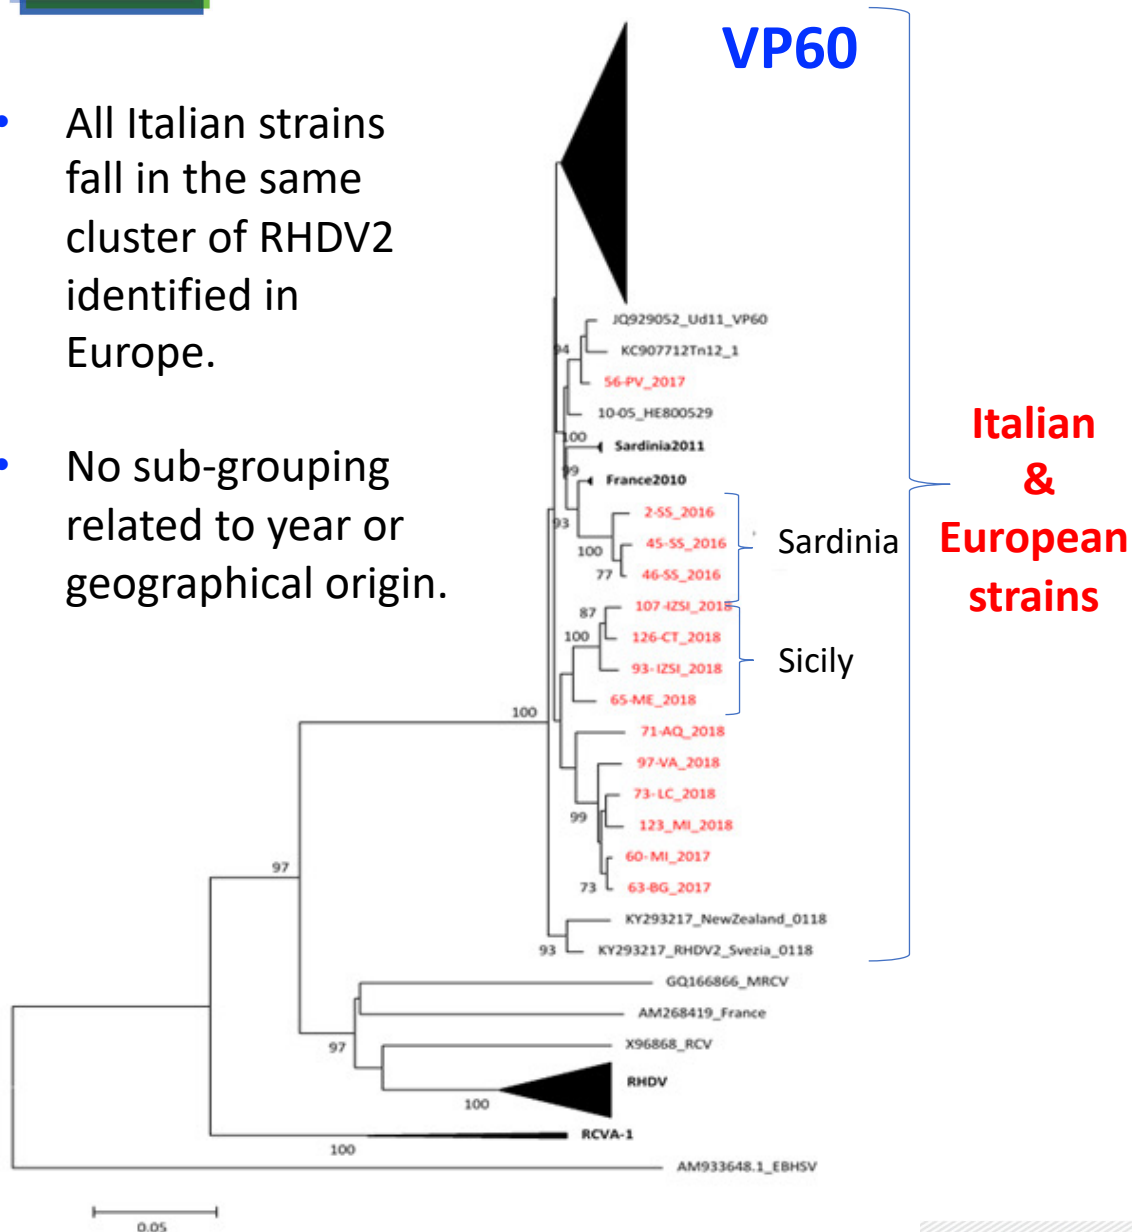 VP60
• All Italian strains
fall in the same
cluster of RHDV2
identified in
Europe.
• No sub-grouping
related to year or
geographical origin.
JQ929052_Ud11_VP60
94
KC907712Tn12_1
56-PV_2017
10-05_HE800529
100
Sardinia2011
99
France2010
2-SS_2016
93
45-SS_2016
100
77
46-SS_2016
Sardinia
107-IZSI_2018
87
126-CT_2018
100
93-IZSI_2018
65-ME_2018
Sicily
Italian
&
European
strains
100
71-AQ_2018
97-VA_2018
73-LC_2018
99
123_MI_2018
60-MI_2017
73
63-BG_2017
97
KY293217_NewZealand_0118
93
KY293217_RHDV2_Svezia_0118
GQ166866_MRCV
AM268419_France
97
X96868_RCV
RHDV
100
RCVA-1
100
AM933648.1_EBHSV
0.05